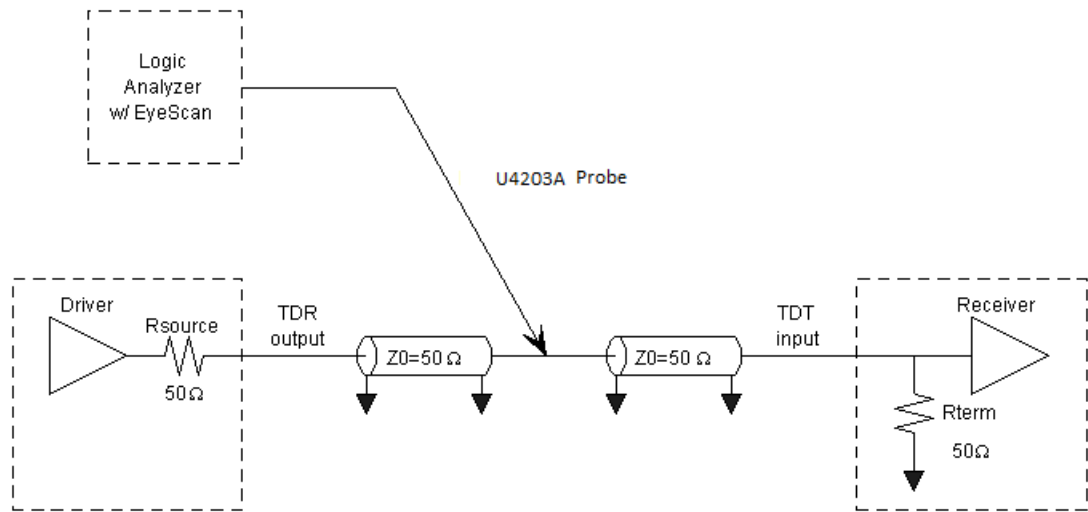 Logic
Analyzer
w/ EyeScan
U4203A Probe
Driver
Rsource
50Ω
TDR
output
Z0=50 Ω
Z0=50 Ω
TDT
input
Receiver
Rterm
50Ω